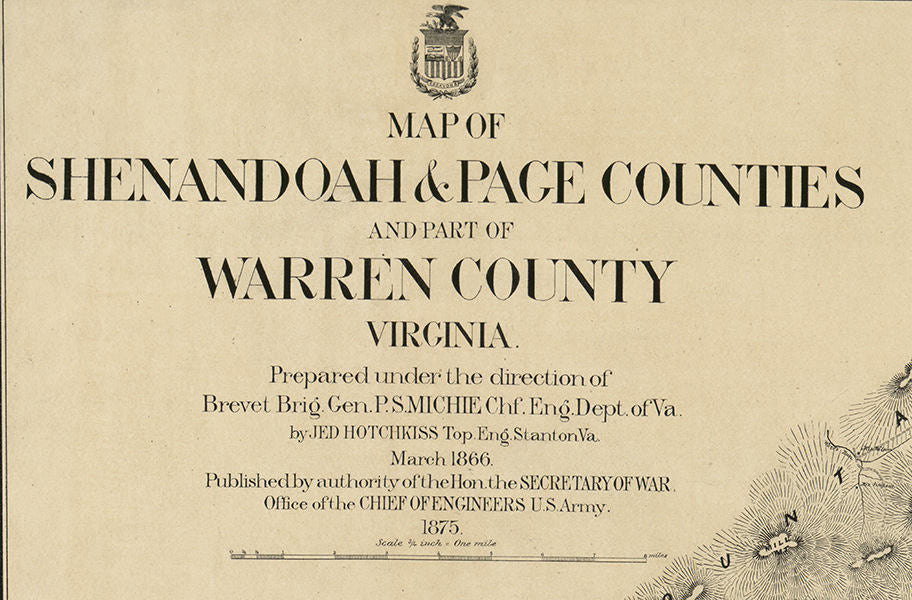 ESSAYONS
MAP OF
SHENANDOAH & PAGE COUNTIES
AND PART OF
WARREN COUNTY
VIRGINIA.
Prepared under the direction of
Brevet Brig. Gen. P. S. MICHIE Chf. Eng. Dept. of Va.
by JED HOTCHKISS Top. Eng. Stanton Va.
March 1866.
Published by authority of the Hon. the SECRETARY OF WAR,
Office of the CHIEF OF ENGINEERS U.S. Army.
1875.
Scale ¾ inch = One mile
8 miles
O U N T A